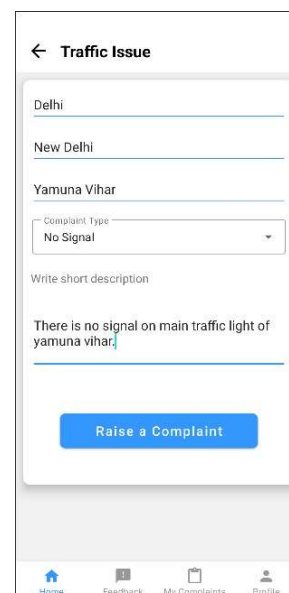 Traffic Issue
Delhi
New Delhi
Yamuna Vihar
Complaint Type
No Signal
Write short description
There is no signal on main traffic light of
yamuna vihar.
Raise a Complaint
Home Feedback My Complaints Profile